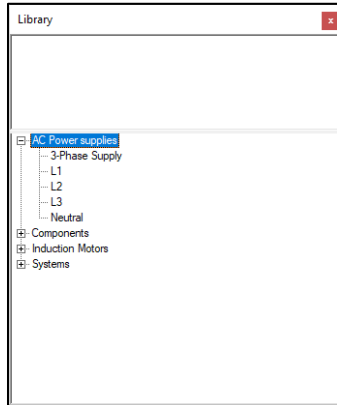 Library
x
AC Power supplies
3-Phase Supply
L1
L2
L3
Neutral
Components
Induction Motors
Systems